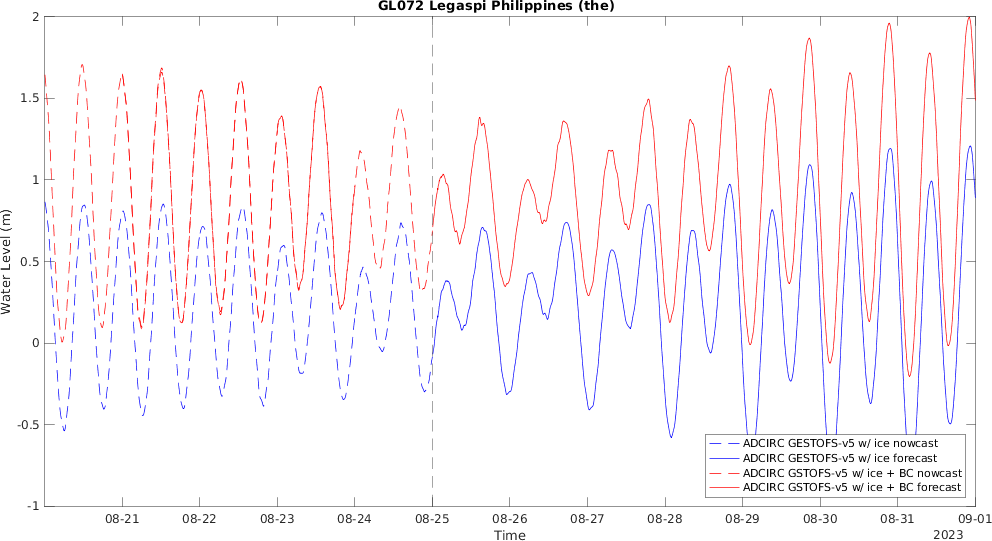 GL072 Legaspi Philippines (the)
2
1.5
1
0.5
0
-0.5
-1
Water Level (m)
08-21 08-22 08-23 08-24 08-25 08-26 08-27 08-28 08-29 08-30 08-31 09-01
Time
2023
ADCIRC GESTOFS-v5 w/ ice nowcast
ADCIRC GESTOFS-v5 w/ ice forecast
ADCIRC GSTOFS-v5 w/ ice + BC nowcast
ADCIRC GSTOFS-v5 w/ ice + BC forecast